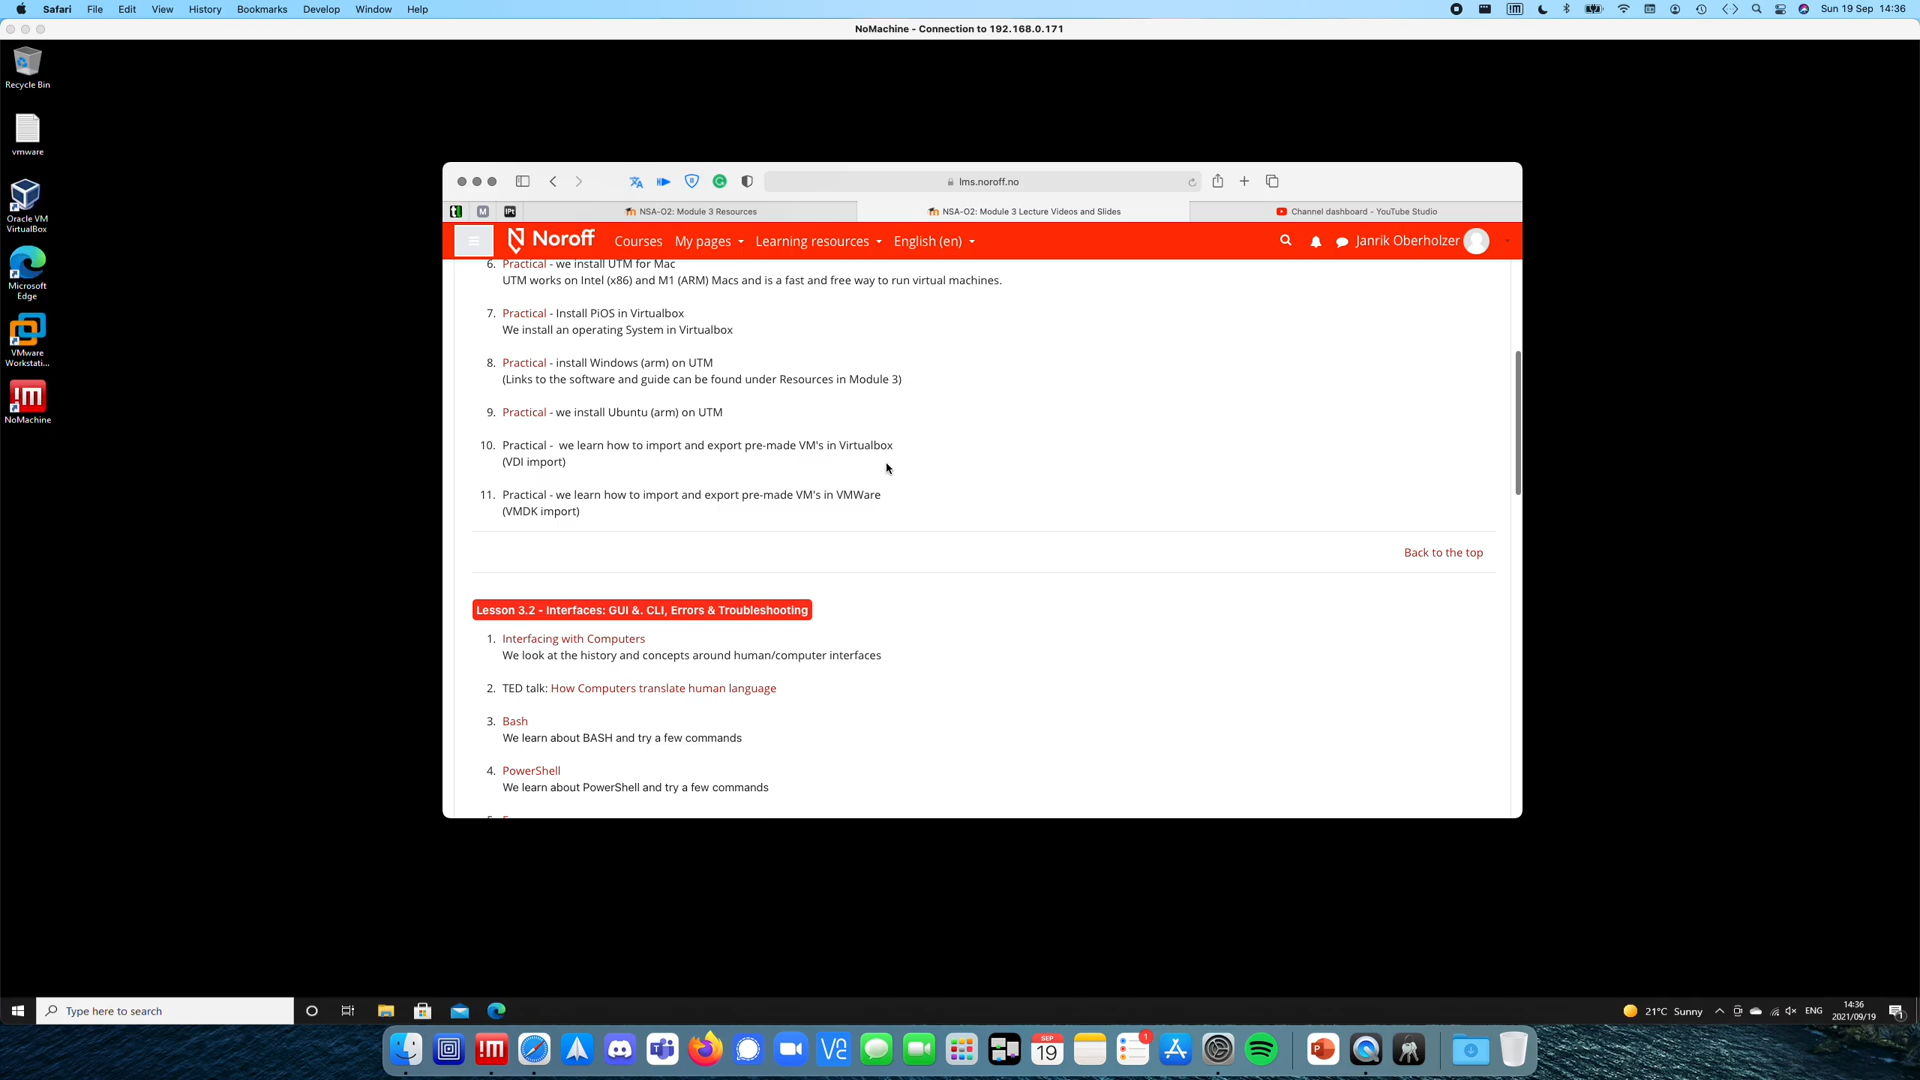 Safari File Edit View History Bookmarks Develop Window Help
Sun 19 Sep 14:36
NoMachine - Connection to 192.168.0.171
Recycle Bin
vmware
Oracle VM
VirtualBox
Microsoft
Edge
VMware
Workstati...
NoMachine
lms.noroff.no
NSA-O2: Module 3 Resources
NSA-O2: Module 3 Lecture Videos and Slides
Channel dashboard - YouTube Studio
Noroff Courses My pages Learning resources English (en) Janrik Oberholzer
6. Practical - we install UTM for Mac
UTM works on Intel (x86) and M1 (ARM) Macs and is a fast and free way to run virtual machines.
7. Practical - Install PiOS in Virtualbox
We install an operating System in Virtualbox
8. Practical - install Windows (arm) on UTM
(Links to the software and guide can be found under Resources in Module 3)
9. Practical - we install Ubuntu (arm) on UTM
10. Practical - we learn how to import and export pre-made VM's in Virtualbox
(VDI import)
11. Practical - we learn how to import and export pre-made VM's in VMWare
(VMDK import)
Back to the top
Lesson 3.2 - Interfaces: GUI &. CLI, Errors & Troubleshooting
1. Interfacing with Computers
We look at the history and concepts around human/computer interfaces
2. TED talk: How Computers translate human language
3. Bash
We learn about BASH and try a few commands
4. PowerShell
We learn about PowerShell and try a few commands
Type here to search
21°C Sunny
ENG
14:36
2021/09/19
SEP
19
1